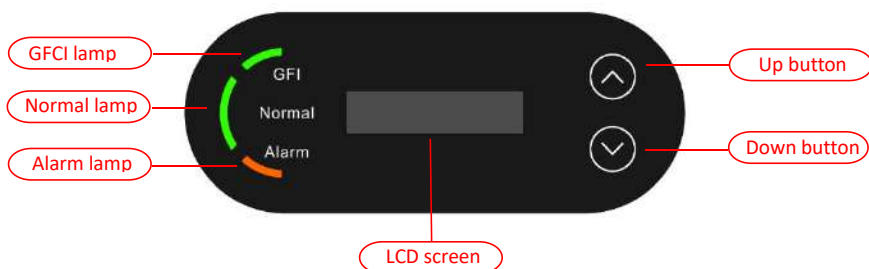 GFCI lamp
GFI
Up button
Normal lamp
Normal
Alarm
Down button
Alarm lamp
LCD screen